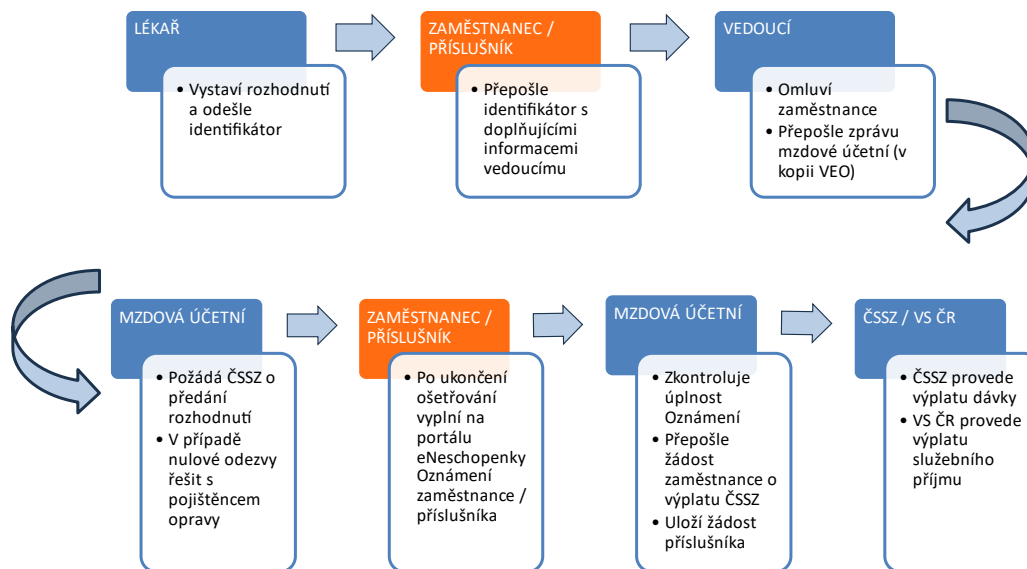 LÉKAŘ
• Vystaví rozhodnutí
a odešle
identifikátor
ZAMĚSTNANEC /
PŘÍSLUŠNÍK
• Přepošle
identifikátor s
doplňujícími
informacemi
vedoucímu
VEDOUCÍ
• Omluví
zaměstnance
• Přepošle zprávu
mzdové účetní (v
kopii VEO)
MZDOVÁ ÚČETNÍ
• Požádá ČSSZ o
předání
rozhodnutí
• V případě
nulové odezvy
řešit s
pojištěncem
opravy
ZAMĚSTNANEC /
PŘÍSLUŠNÍK
• Po ukončení
ošetřování
vyplní na
portálu
eNeschopenky
Oznámení
zaměstnance /
příslušníka
MZDOVÁ ÚČETNÍ
• Zkontroluje
úplnost
Oznámení
• Přepošle
žádost
zaměstnance o
výplatu ČSSZ
• Uloží žádost
příslušníka
ČSSZ / VS ČR
• ČSSZ provede
výplatu dávky
• VS ČR provede
výplatu
služebního
příjmu